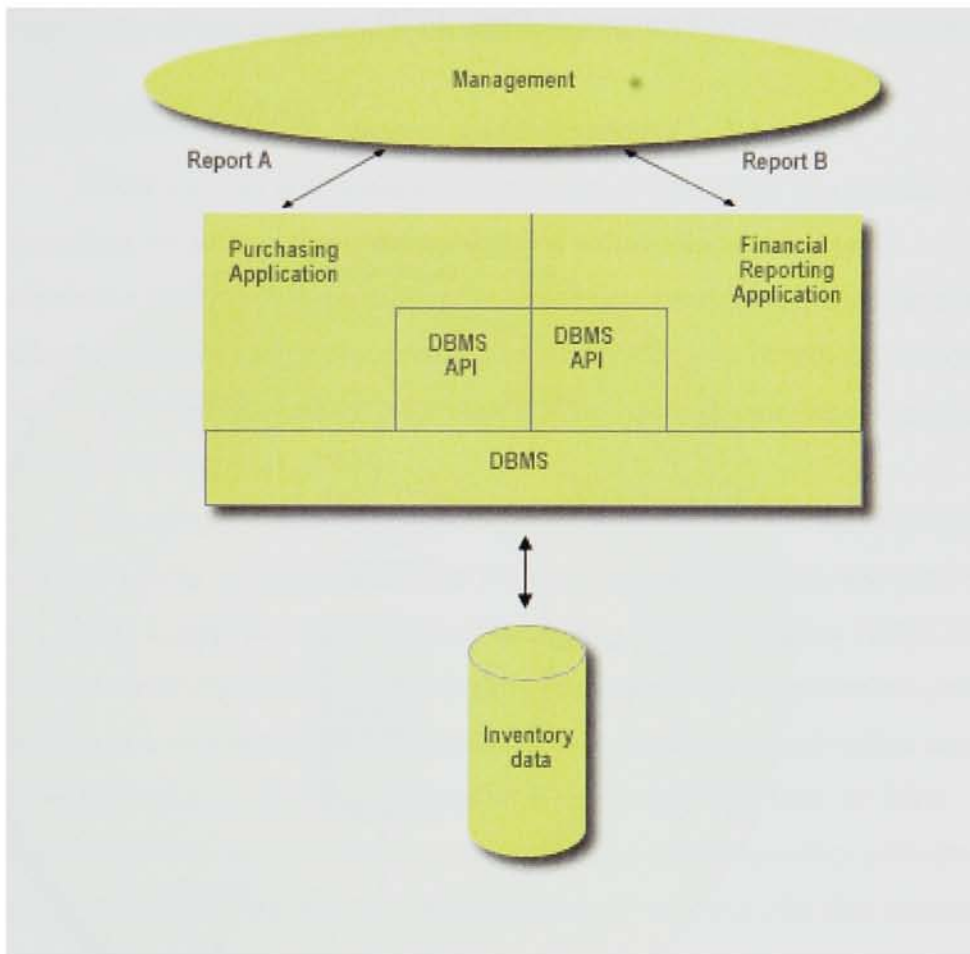 Management
Report A
Report B
Purchasing
Application
Financial
Reporting
Application
DBMS
API
DBMS
API
DBMS
Inventory
data